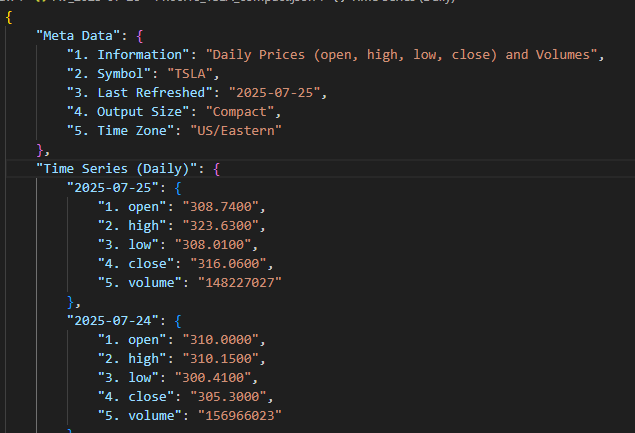 {
"Meta Data": {
"1. Information": "Daily Prices (open, high, low, close) and Volumes",
"2. Symbol": "TSLA",
"3. Last Refreshed": "2025-07-25",
"4. Output Size": "Compact",
"5. Time Zone": "US/Eastern"
},
"Time Series (Daily)": {
"2025-07-25": {
"1. open": "308.7400",
"2. high": "323.6300",
"3. low": "308.0100",
"4. close": "316.0600",
"5. volume": "148227027"
},
"2025-07-24": {
"1. open": "310.0000",
"2. high": "310.1500",
"3. low": "300.4100",
"4. close": "305.3000",
"5. volume": "156966023"